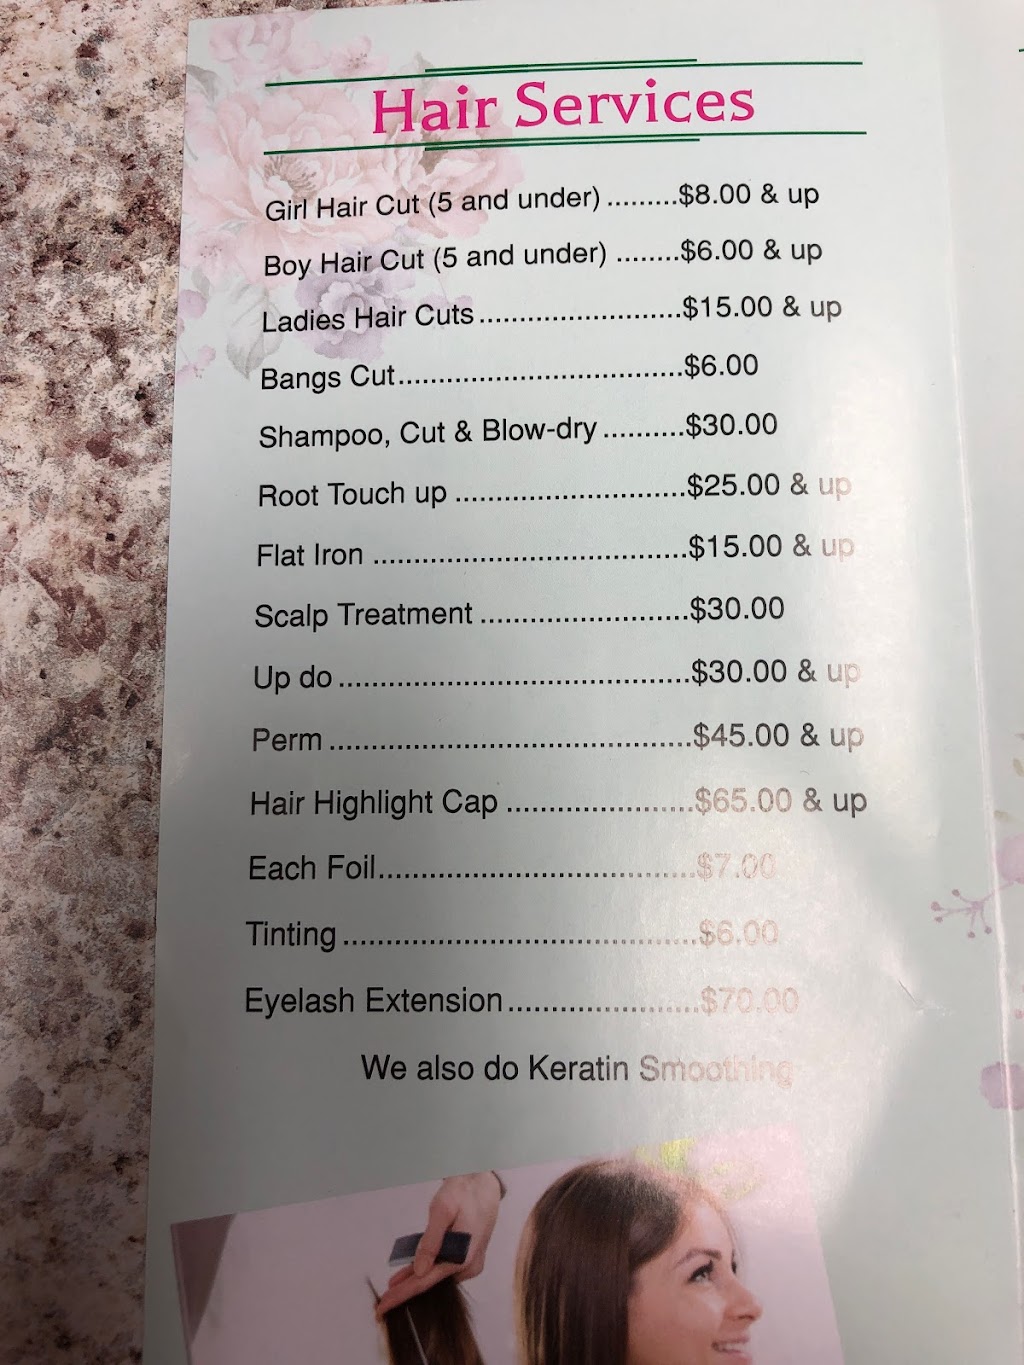 Hair Services
Girl Hair Cut (5 and under) .........$8.00 & up
Boy Hair Cut (5 and under) ........$6.00 & up
Ladies Hair Cuts.........................$15.00 & up
Bangs Cut...................................$6.00
Shampoo, Cut & Blow-dry ..........$30.00
Root Touch up ............................$25.00 & up
Flat Iron ......................................$15.00 & up
Scalp Treatment .........................$30.00
Up do ..........................................$30.00 & up
Perm ...........................................$45.00 & up
Hair Highlight Cap ......................$65.00 & up
Each Foil.....................................$7.00
Tinting .........................................$6.00
Eyelash Extension.......................$70.00
We also do Keratin Smoothing